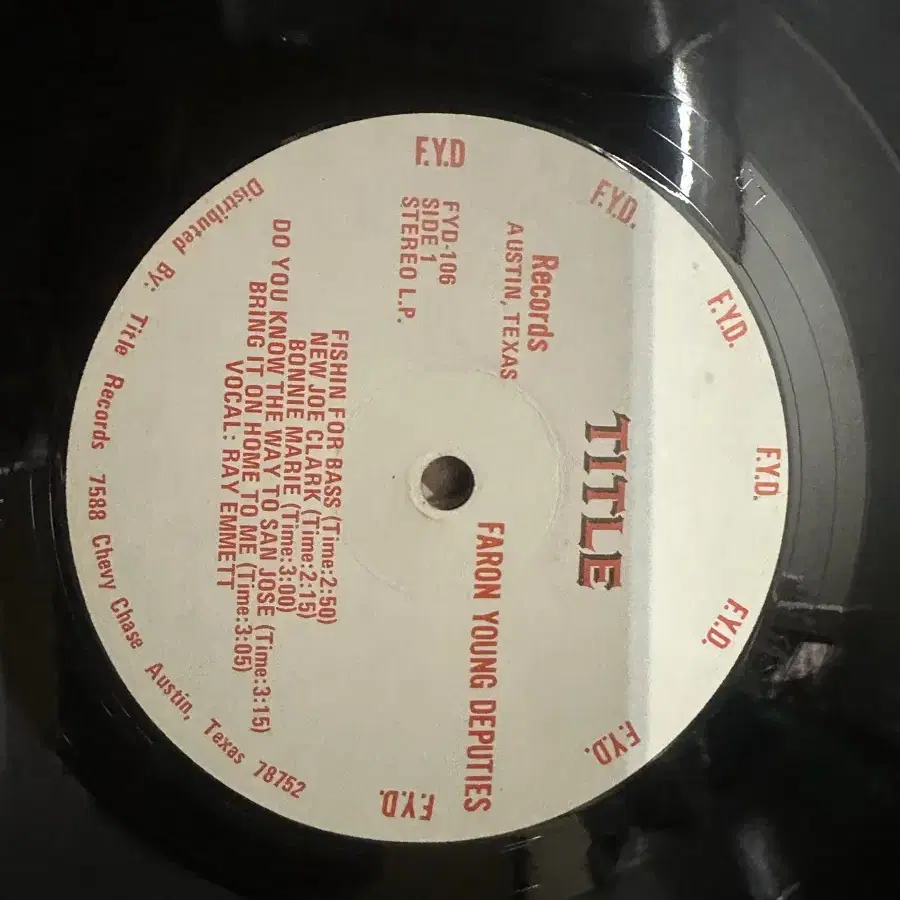 F.Y.D.
F.Y.D.
F.Y.D.
F.Y.D.
F.Y.D.
F.Y.D
F.Y.D.
TITLE
Records
AUSTIN, TEXAS
FARON YOUNG DEPUTIES
FYD-106
SIDE 1
STEREO L.P.
FISHIN FOR BASS (Time:2:50)
NEW JOE CLARK (Time:2:15)
BONNIE MARIE (Time:3:00)
DO YOU KNOW THE WAY TO SAN JOSE (Time:3:15)
BRING IT ON HOME TO ME (Time:3:05)
VOCAL: RAY EMMETT
Distributed By: Title Records 7588 Chevy Chase Austin, Texas 78752